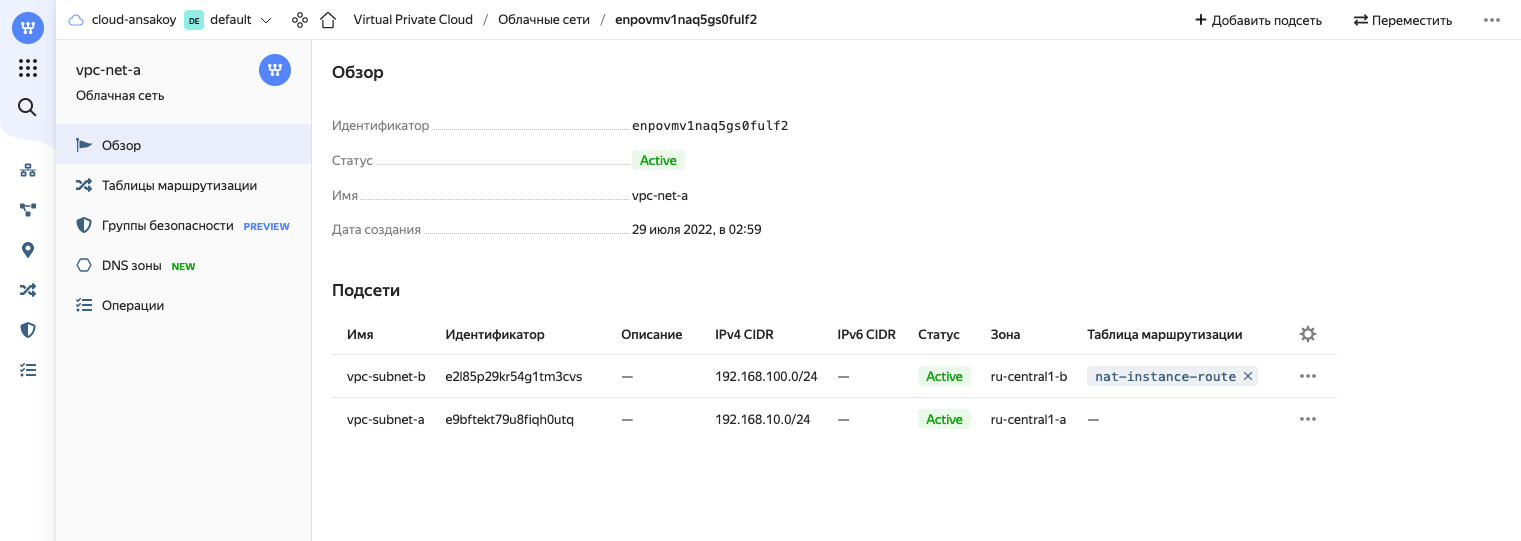 cloud-ansakoy DE default Virtual Private Cloud / Облачные сети / enpovmv1naq5gs0fulf2 + Добавить подсеть Переместить
vpc-net-a
Облачная сеть
Обзор
Таблицы маршрутизации
Группы безопасности PREVIEW
DNS зоны NEW
Операции
Обзор
Идентификатор enpovmv1naq5gs0fulf2
Статус Active
Имя vpc-net-a
Дата создания 29 июля 2022, в 02:59
Подсети
Имя Идентификатор Описание IPv4 CIDR IPv6 CIDR Статус Зона Таблица маршрутизации
vpc-subnet-b e2l85p29kr54g1tm3cvs — 192.168.100.0/24 — Active ru-central1-b nat-instance-route ×
vpc-subnet-a e9bftekt79u8fiqh0utq — 192.168.10.0/24 — Active ru-central1-a —